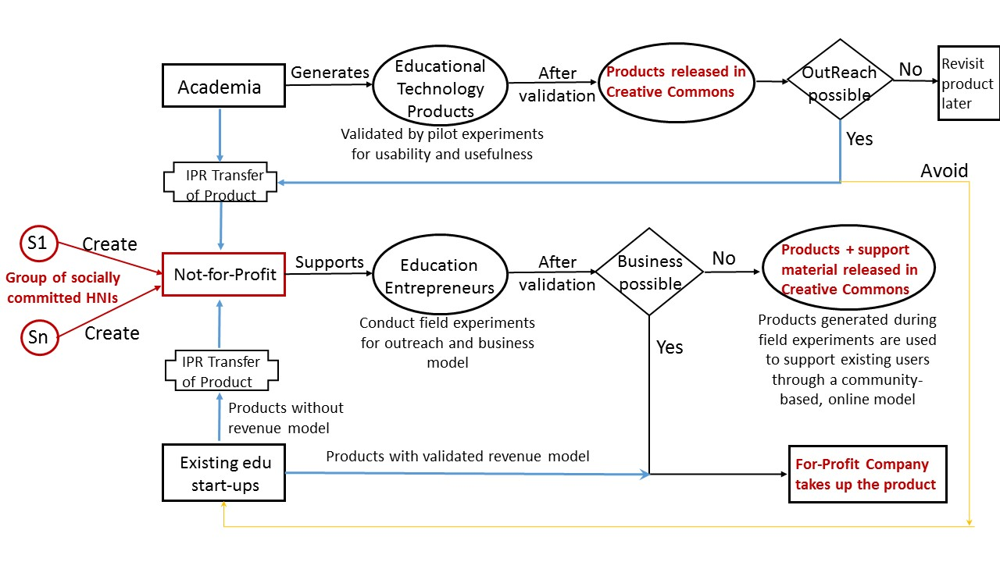 Academia
Generates
Educational
Technology
Products
Validated by pilot experiments
for usability and usefulness
After
validation
Products released in
Creative Commons
OutReach
possible
No
Revisit
product
later
Yes
Avoid
IPR Transfer
of Product
S1
Create
Group of socially
committed HNIs
Sn
Create
Not-for-Profit
Supports
Education
Entrepreneurs
Conduct field experiments
for outreach and business
model
After
validation
Business
possible
No
Products + support
material released in
Creative Commons
Products generated during
field experiments are used
to support existing users
through a community-
based, online model
Yes
IPR Transfer
of Product
Products without
revenue model
Existing edu
start-ups
Products with validated revenue model
For-Profit Company
takes up the product